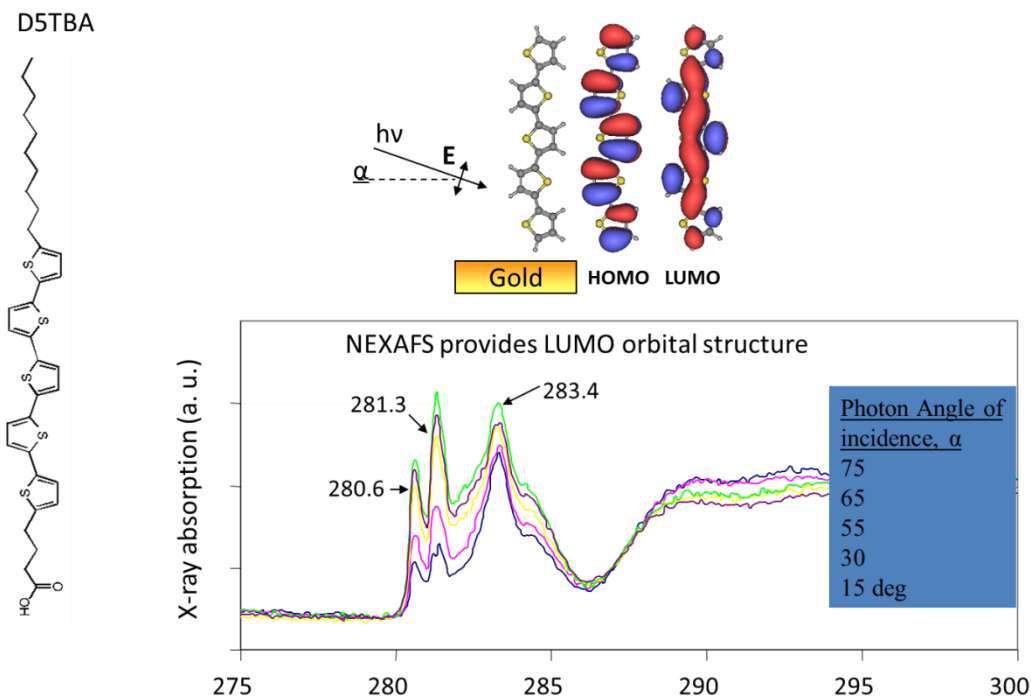 D5TBA
hν
α
E
Gold
HOMO
LUMO
S
S
S
S
S
O
HO
NEXAFS provides LUMO orbital structure
X-ray absorption (a. u.)
281.3
283.4
280.6
Photon Angle of
incidence, α
75
65
55
30
15 deg
275
280
285
290
295
300